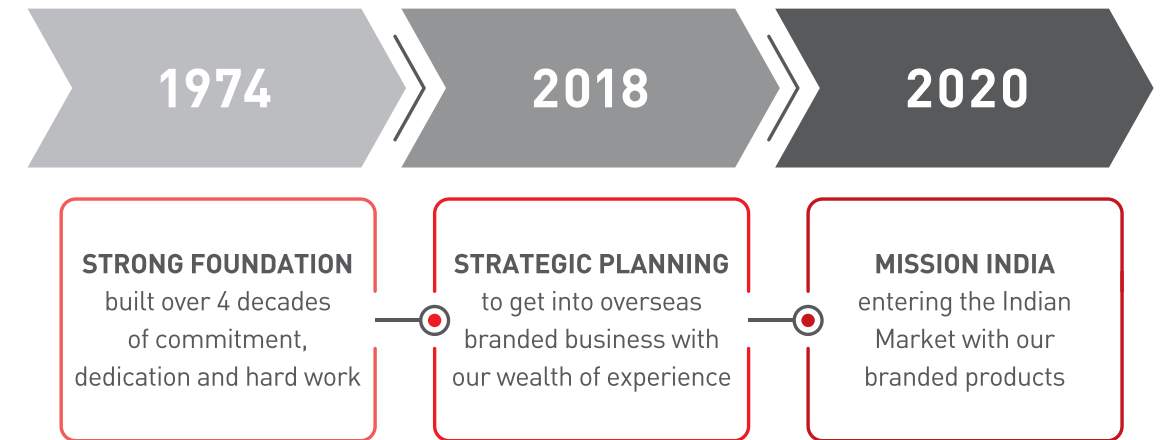 1974
2018
2020
STRONG FOUNDATION
built over 4 decades
of commitment,
dedication and hard work
STRATEGIC PLANNING
to get into overseas
branded business with
our wealth of experience
MISSION INDIA
entering the Indian
Market with our
branded products